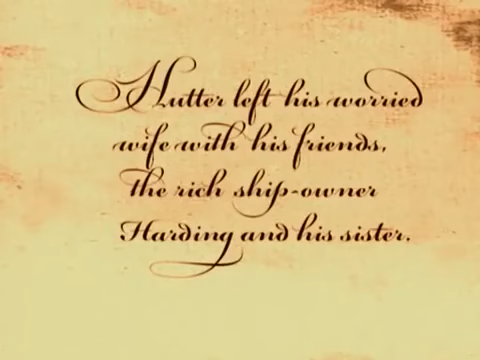 Hutter left his worried
wife with his friends,
the rich ship-owner
Harding and his sister.